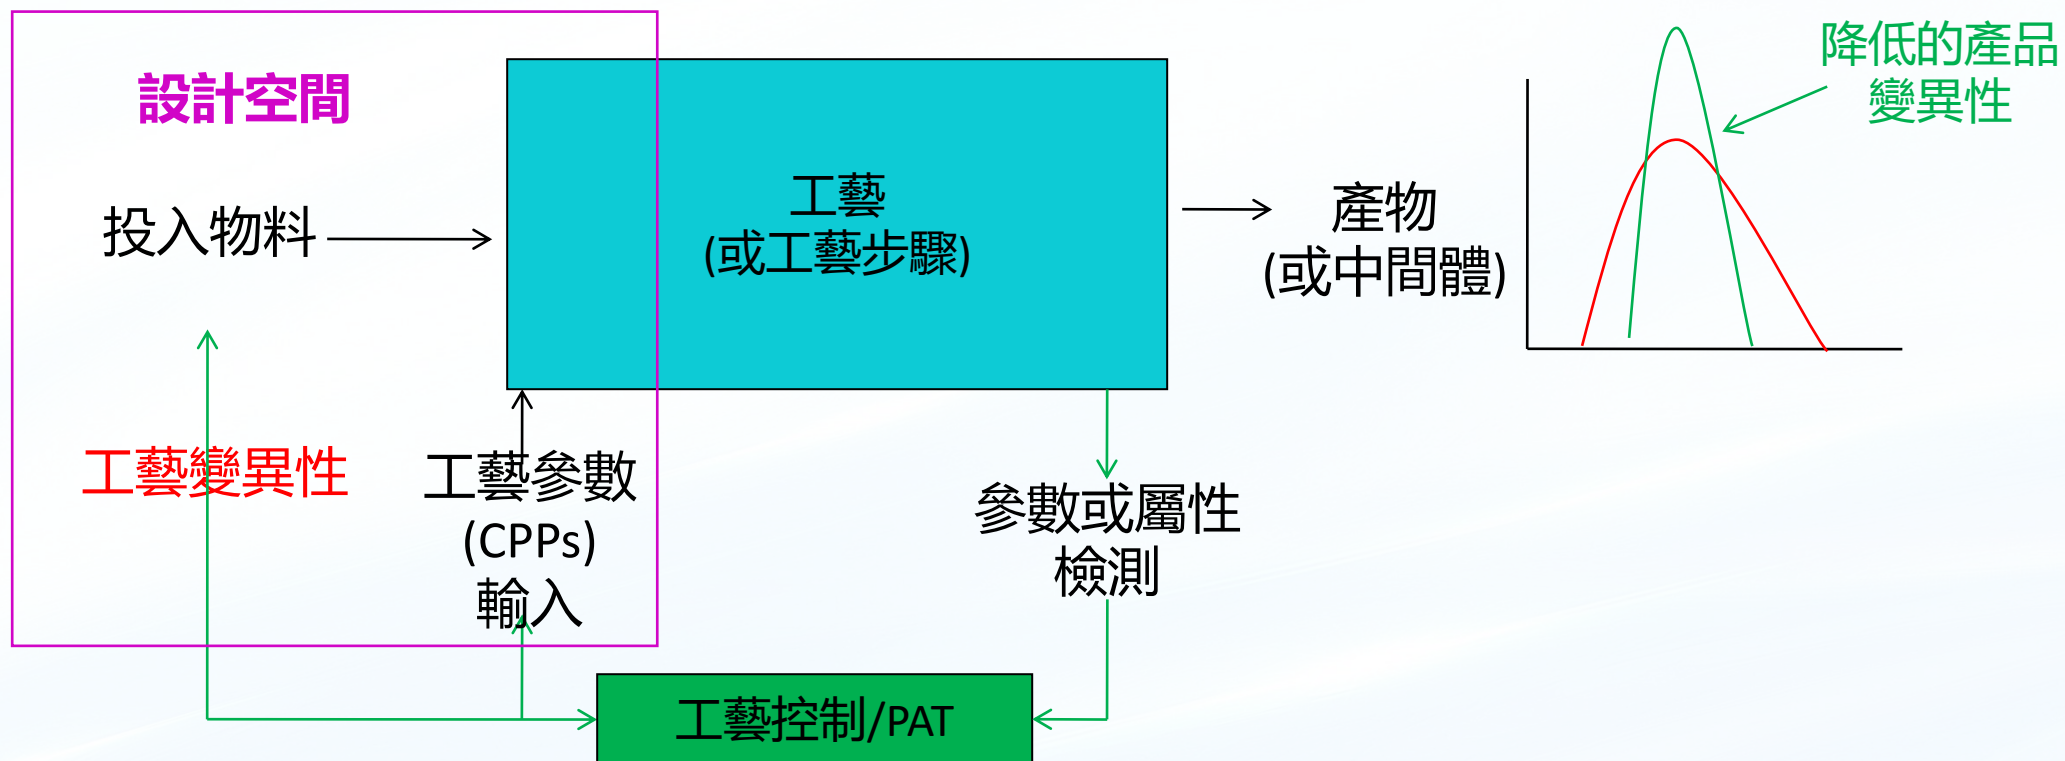 設計空間
投入物料
工藝
(或工藝步驟)
產物
(或中間體)
降低的產品
變異性
工藝變異性
工藝參數
(CPPs)
輸入
參數或屬性
檢測
工藝控制/PAT